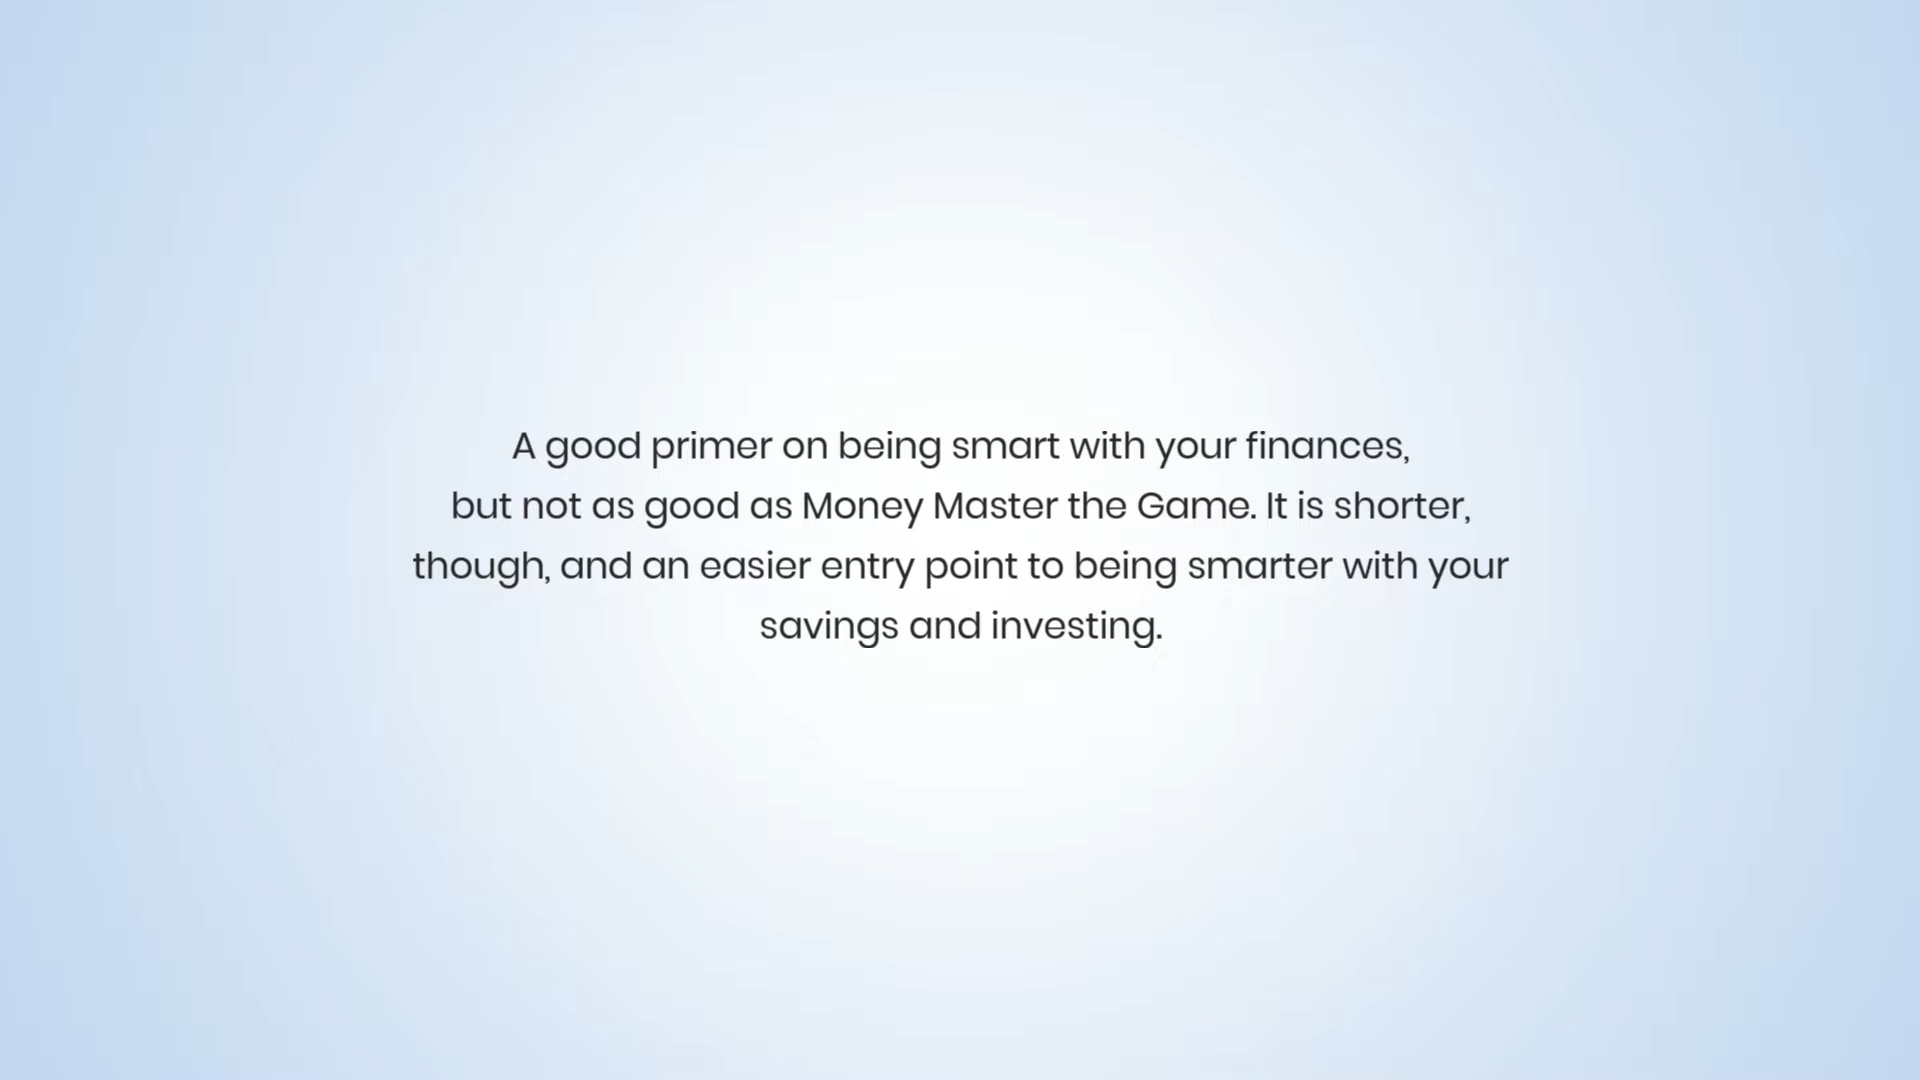 A good primer on being smart with your finances,
but not as good as Money Master the Game. It is shorter,
though, and an easier entry point to being smarter with your
savings and investing.